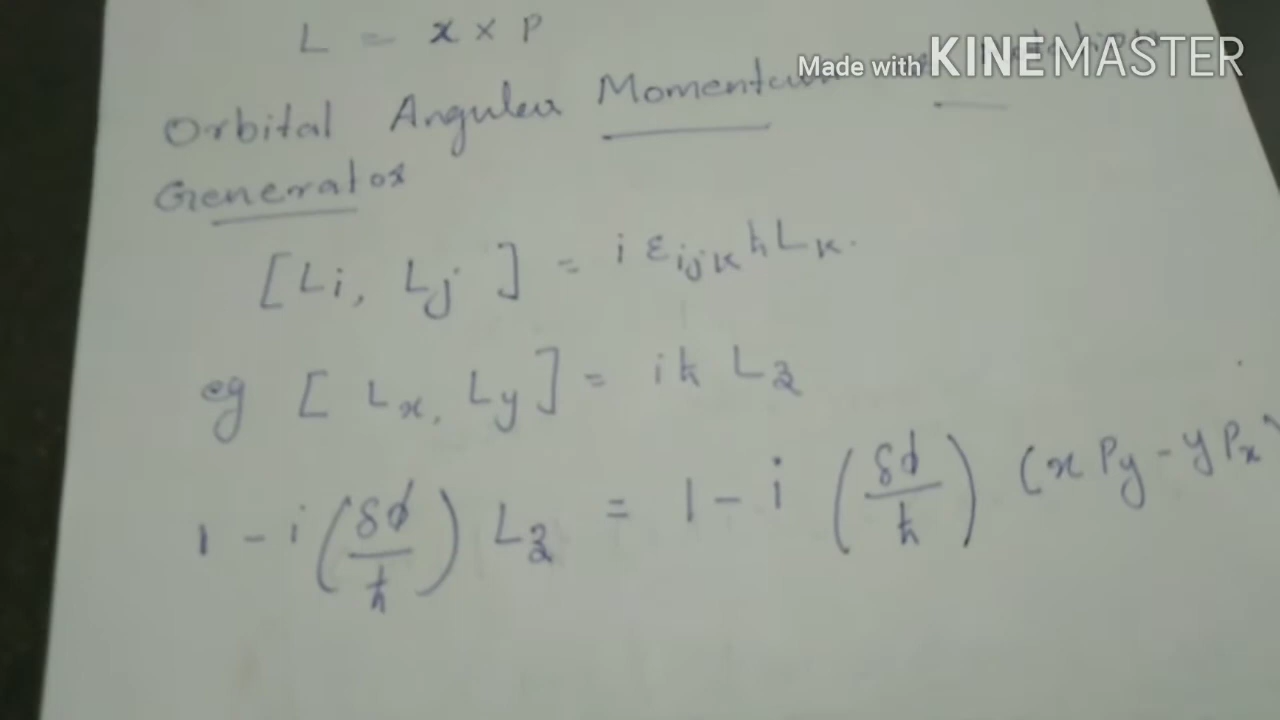 L = x × P
Made with KINEMASTER
Orbital Angular Momentum
Generator
[Li, Lj] = i εijk ħ Lk.
eg [Lx, Ly] = iħ Lz
1 - i (δφ/ħ) Lz = 1 - i (δφ/ħ) (x Py - y Px)